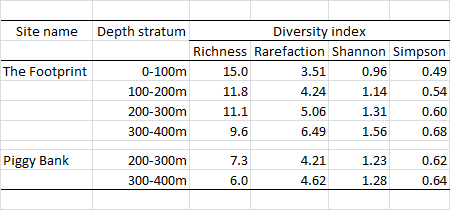 Site name Depth stratum Diversity index
Richness Rarefaction Shannon Simpson
The Footprint 0-100m 15.0 3.51 0.96 0.49
100-200m 11.8 4.24 1.14 0.54
200-300m 11.1 5.06 1.31 0.60
300-400m 9.6 6.49 1.56 0.68
Piggy Bank 200-300m 7.3 4.21 1.23 0.62
300-400m 6.0 4.62 1.28 0.64